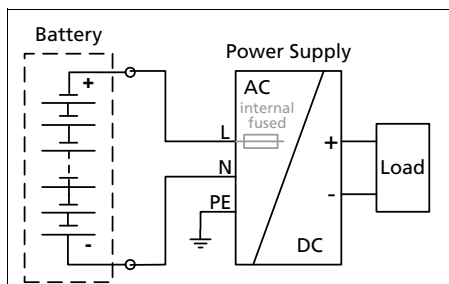 Battery
+
-
Power Supply
AC
internal
fused
L
N
PE
+
-
DC
Load